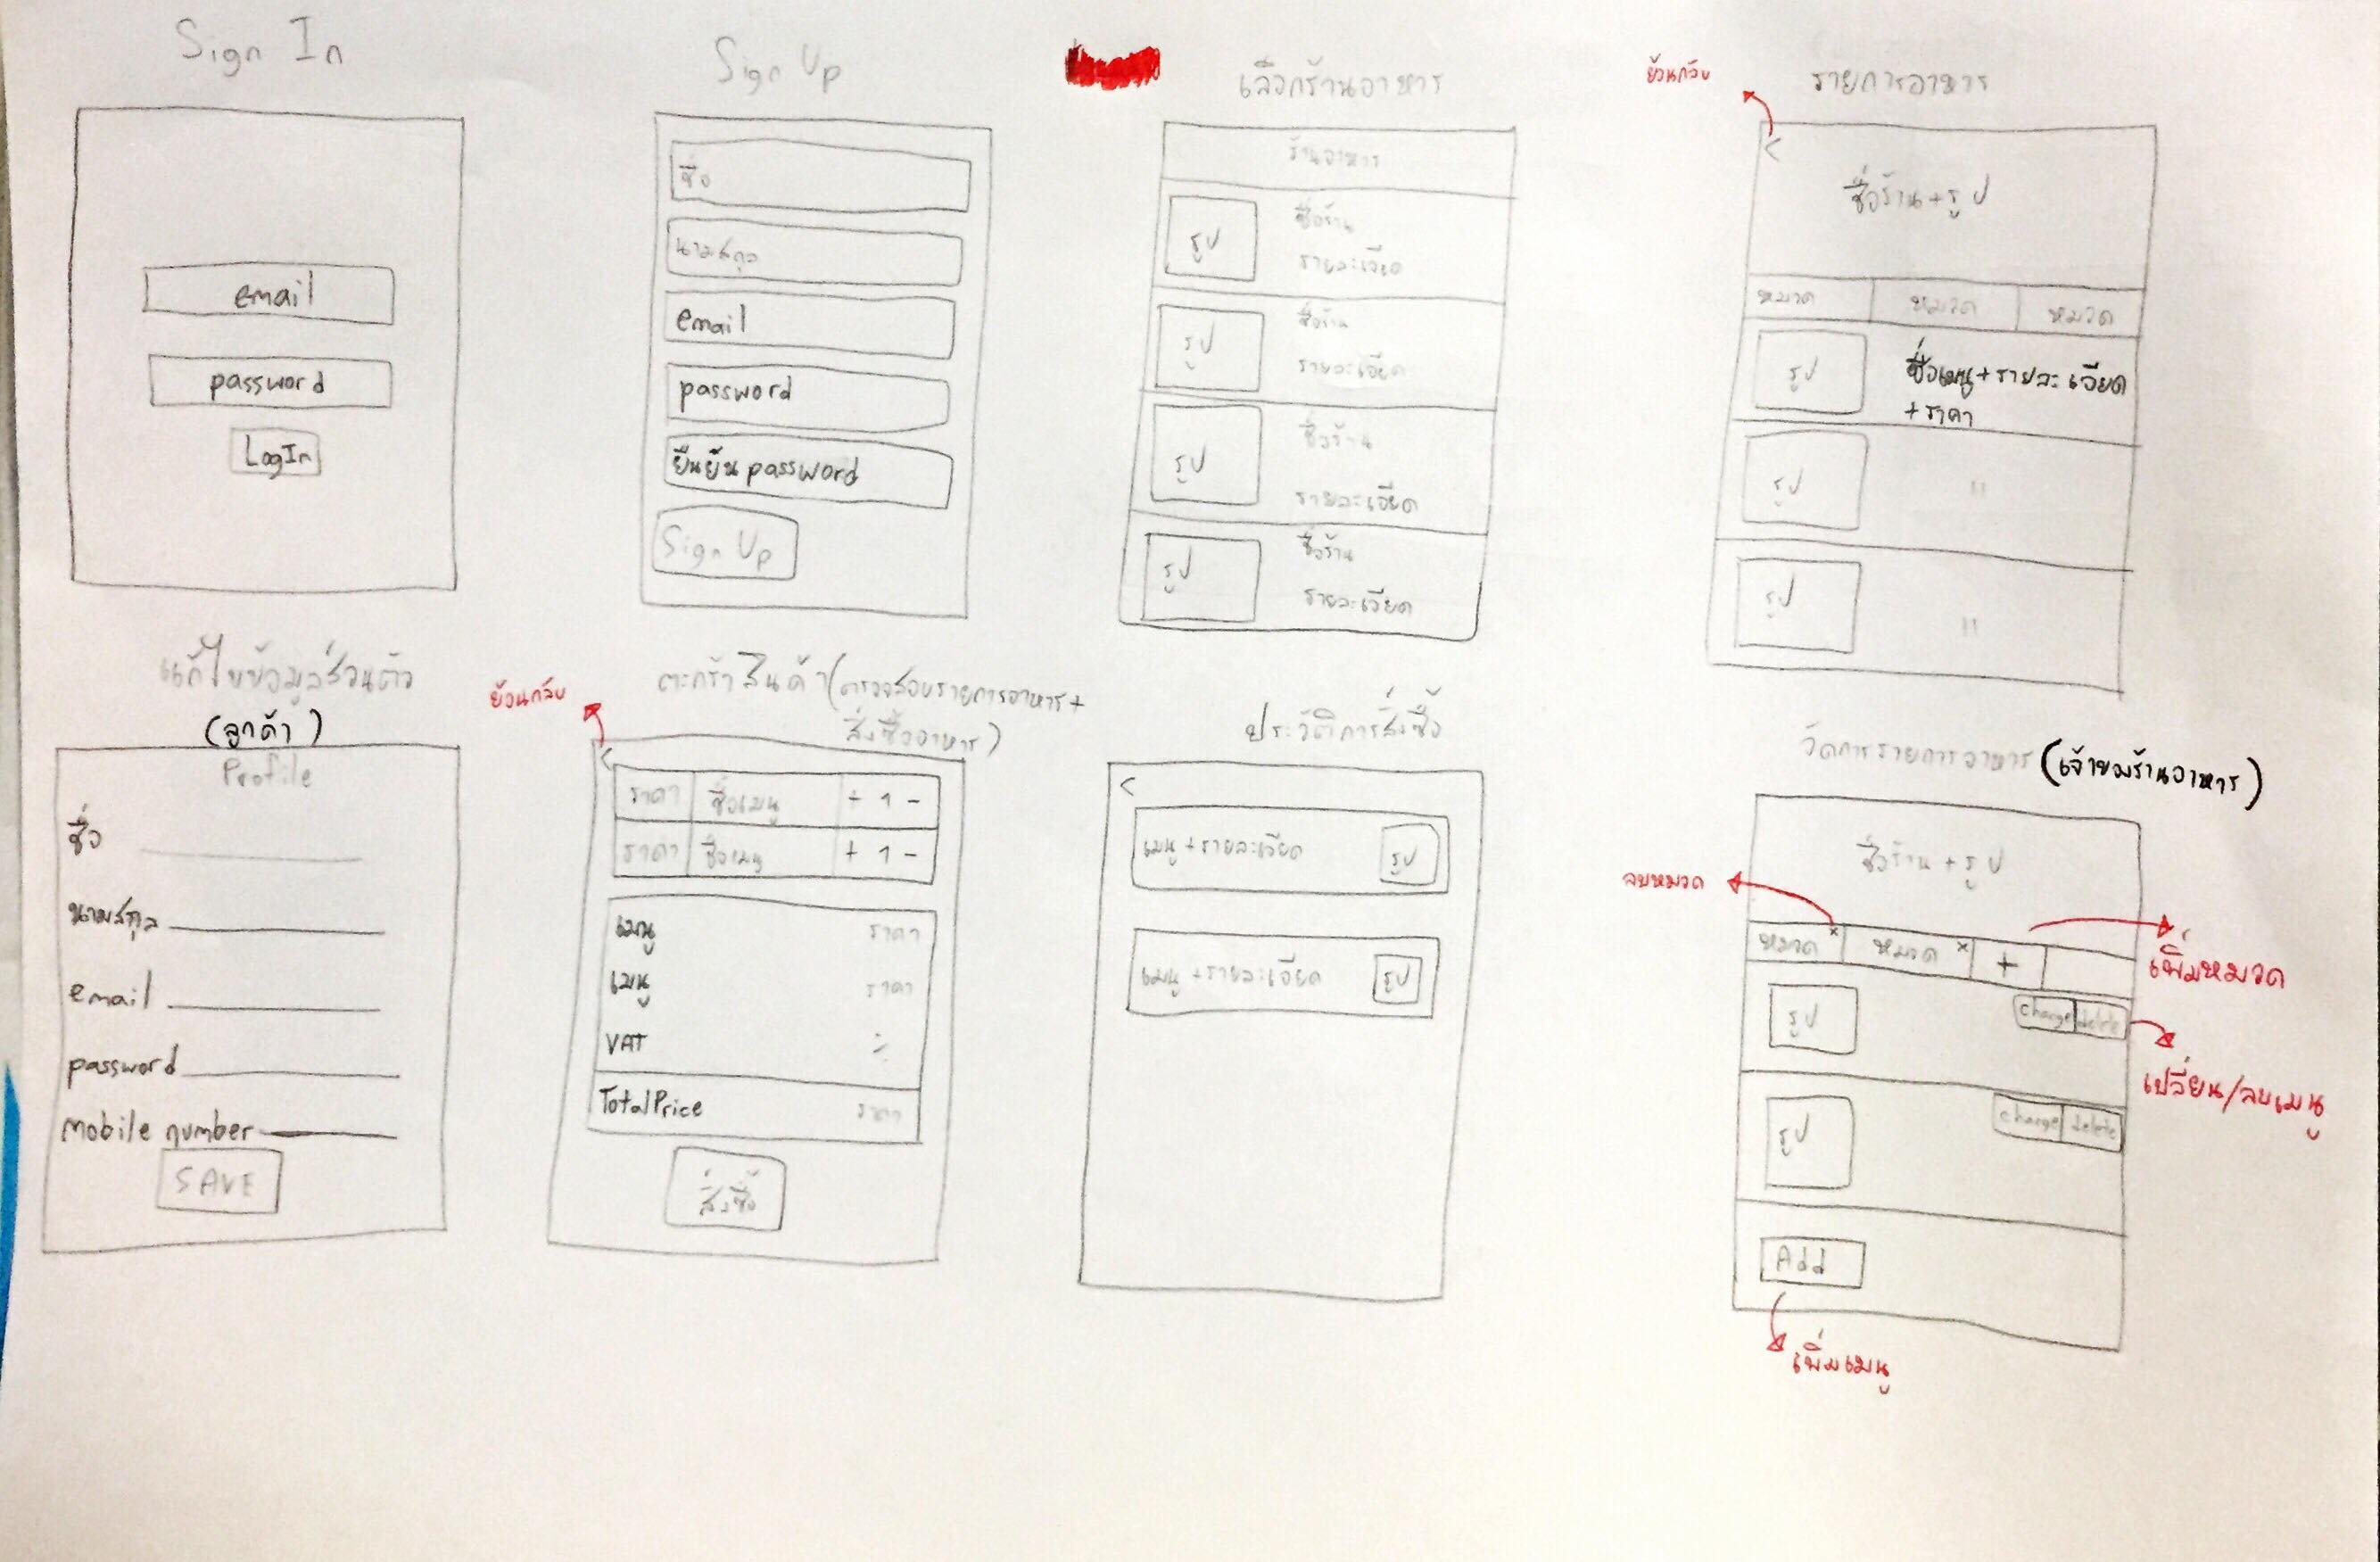 Sign In
email
password
LogIn
Sign Up
ชื่อ
นามสกุล
email
password
ยืนยัน password
Sign Up
เลือกร้านอาหาร
ร้านอาหาร
รูป
ชื่อร้าน
รายละเอียด
รูป
ชื่อร้าน
รายละเอียด
รูป
ชื่อร้าน
รายละเอียด
รูป
ชื่อร้าน
รายละเอียด
ย้อนกลับ
รายการอาหาร
<
ชื่อร้าน+รูป
หมวด หมวด หมวด
รูป
ชื่อเมนู+รายละเอียด
+ราคา
รูป "
รูป "
แก้ไขข้อมูลส่วนตัว
(ลูกค้า)
Profile
ชื่อ
นามสกุล
email
password
mobile number
SAVE
ย้อนกลับ
ตะกร้าสินค้า(ตรวจสอบรายการอาหาร+
สั่งซื้ออาหาร)
<
ราคา ชื่อเมนู + 1 -
ราคา ชื่อเมนู + 1 -
เมนู ราคา
เมนู ราคา
VAT
Total Price ราคา
สั่งซื้อ
ประวัติการสั่งซื้อ
<
เมนู+รายละเอียด รูป
เมนู+รายละเอียด รูป
จัดการรายการอาหาร (เจ้าของร้านอาหาร)
ชื่อร้าน+รูป
ลบหมวด
หมวด x หมวด x +
เพิ่มหมวด
รูป change delete
เปลี่ยน/ลบเมนู
รูป change delete
Add
เพิ่มเมนู